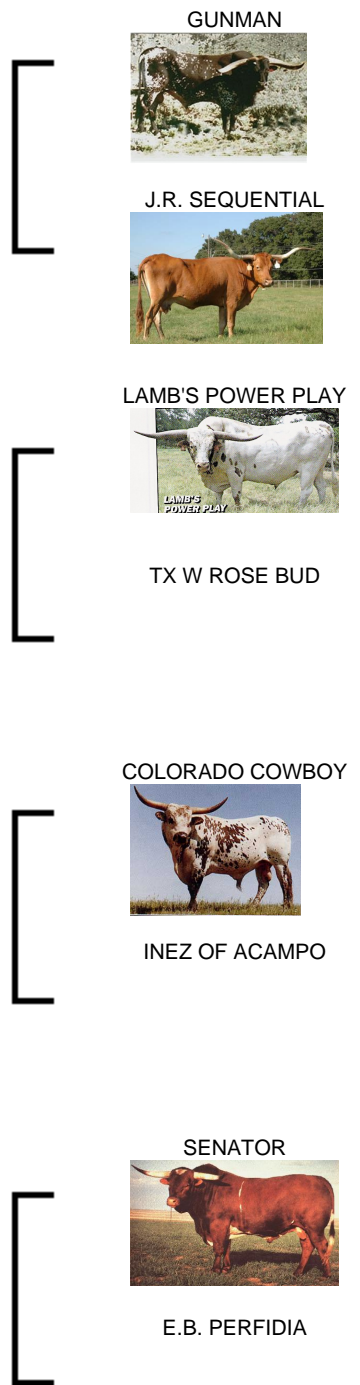 GUNMAN
J.R. SEQUENTIAL
LAMB'S POWER PLAY
LAMB'S
POWER PLAY
TX W ROSE BUD
COLORADO COWBOY
INEZ OF ACAMPO
SENATOR
E.B. PERFIDIA